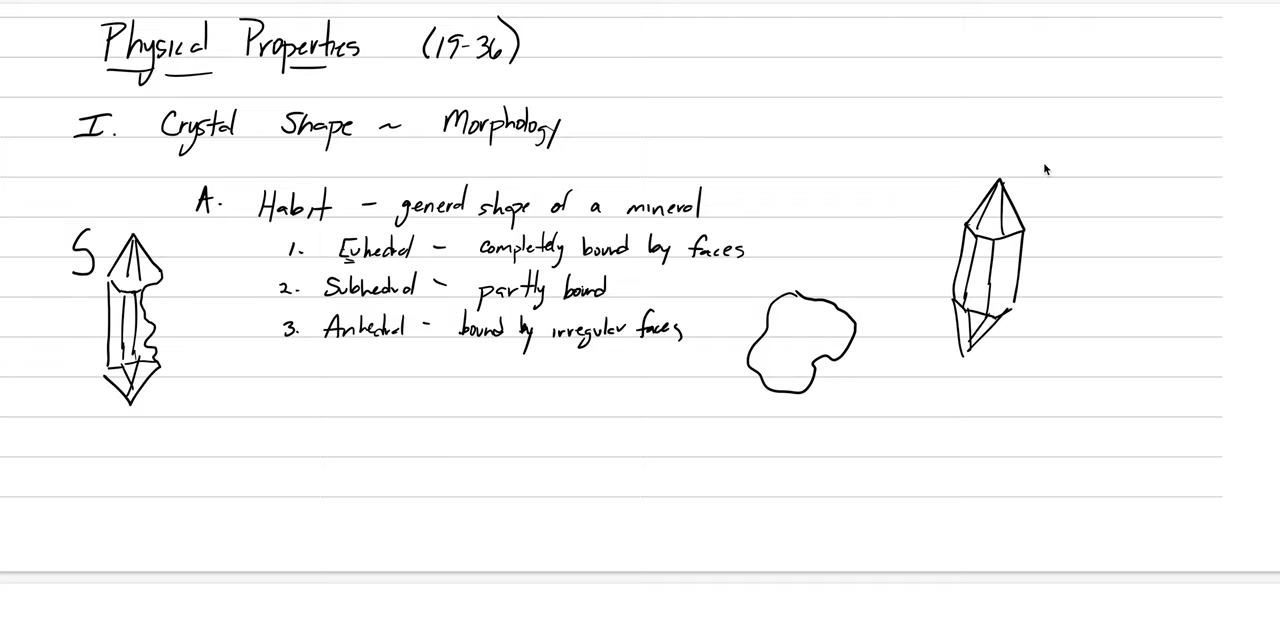 Physical Properties (19-36)
I. Crystal Shape ~ Morphology
A. Habit - general shape of a mineral
1. Euhedral - completely bound by faces
S
2. Subhedral - partly bound
3. Anhedral - bound by irregular faces